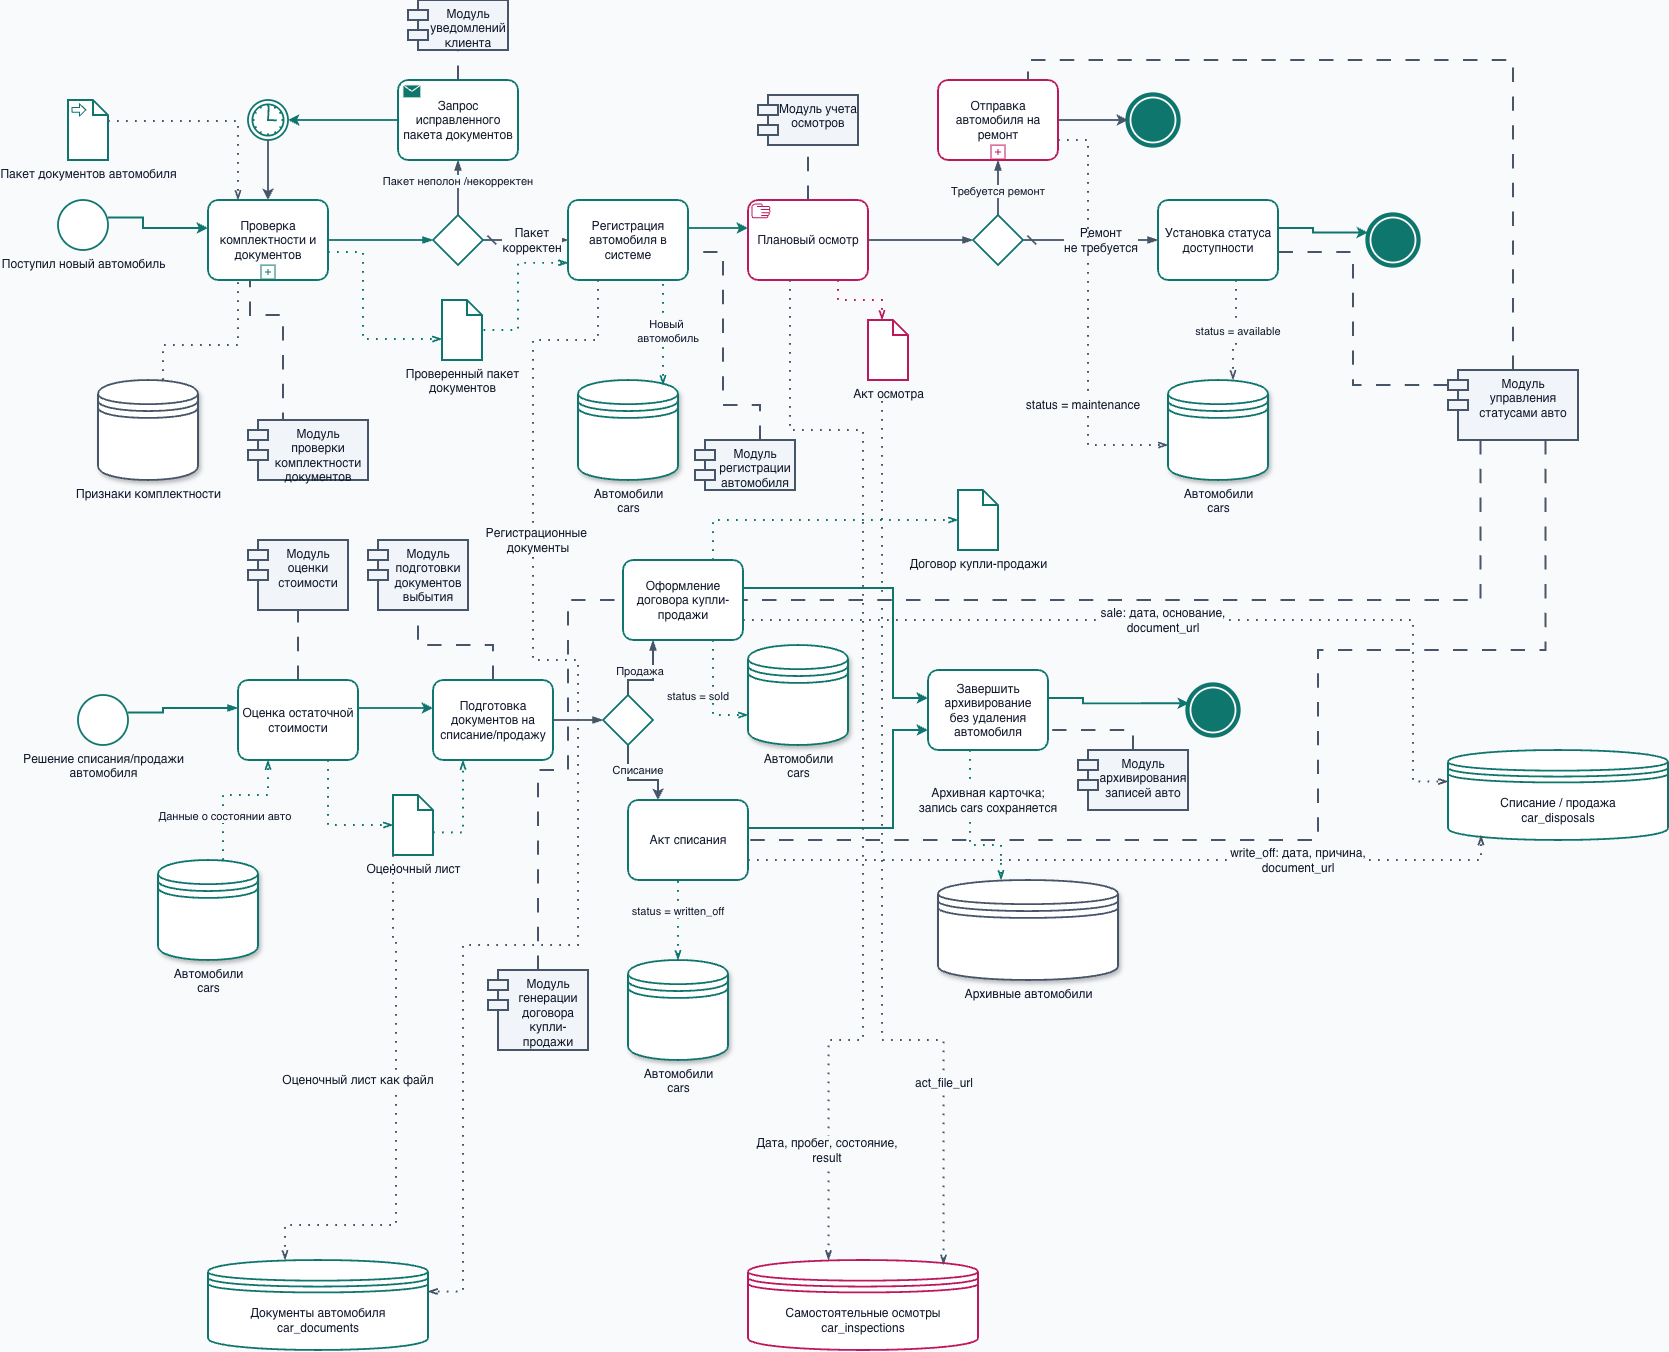 Модуль
уведомлений
клиента
Запрос
исправленного
пакета документов
Пакет документов автомобиля
Модуль учета
осмотров
Отправка
автомобиля на
ремонт
Пакет неполон /некорректен
Требуется ремонт
Поступил новый автомобиль
Проверка
комплектности и
документов
Пакет
корректен
Регистрация
автомобиля в
системе
Плановый осмотр
Ремонт
не требуется
Установка статуса
доступности
Новый
автомобиль
status = available
Проверенный пакет
документов
Акт осмотра
status = maintenance
Модуль
управления
статусами авто
Признаки комплектности
Модуль
проверки
комплектности
документов
Автомобили
cars
Модуль
регистрации
автомобиля
Автомобили
cars
Регистрационные
документы
Договор купли-продажи
Модуль
оценки
стоимости
Модуль
подготовки
документов
выбытия
Оформление
договора купли-
продажи
sale: дата, основание,
document_url
Продажа
status = sold
Решение списания/продажи
автомобиля
Оценка остаточной
стоимости
Подготовка
документов на
списание/продажу
Автомобили
cars
Завершить
архивирование
без удаления
автомобиля
Модуль
архивирования
записей авто
Списание
Архивная карточка;
запись cars сохраняется
Списание / продажа
car_disposals
Данные о состоянии авто
Оценочный лист
Акт списания
write_off: дата, причина,
document_url
status = written_off
Автомобили
cars
Модуль
генерации
договора
купли-
продажи
Автомобили
cars
Архивные автомобили
Оценочный лист как файл
act_file_url
Дата, пробег, состояние,
result
Документы автомобиля
car_documents
Самостоятельные осмотры
car_inspections